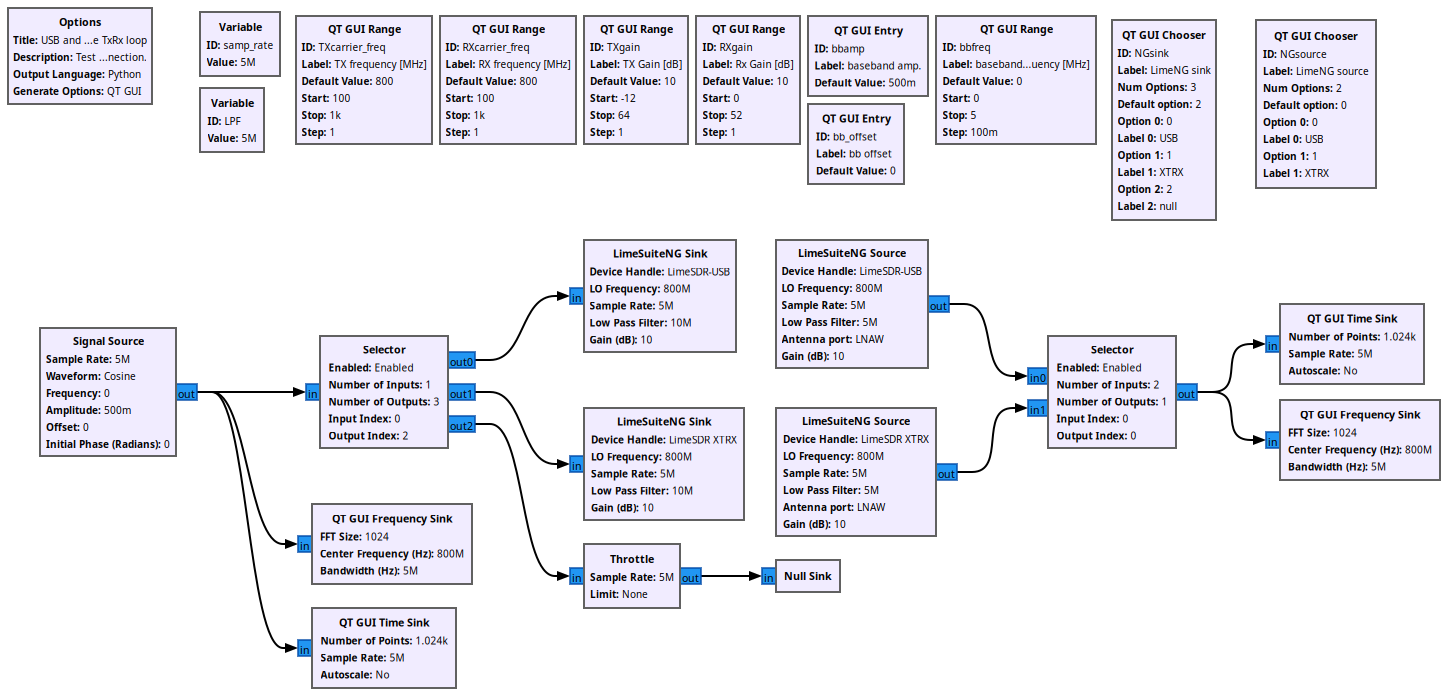 Options
Title: USB and ...e TxRx loop
Description: Test ...nection.
Output Language: Python
Generate Options: QT GUI
Variable
ID: samp_rate
Value: 5M
Variable
ID: LPF
Value: 5M
QT GUI Range
ID: TXcarrier_freq
Label: TX frequency [MHz]
Default Value: 800
Start: 100
Stop: 1k
Step: 1
QT GUI Range
ID: RXcarrier_freq
Label: RX frequency [MHz]
Default Value: 800
Start: 100
Stop: 1k
Step: 1
QT GUI Range
ID: TXgain
Label: TX Gain [dB]
Default Value: 10
Start: -12
Stop: 64
Step: 1
QT GUI Range
ID: RXgain
Label: Rx Gain [dB]
Default Value: 10
Start: 0
Stop: 52
Step: 1
QT GUI Entry
ID: bbamp
Label: baseband amp.
Default Value: 500m
QT GUI Entry
ID: bb_offset
Label: bb offset
Default Value: 0
QT GUI Range
ID: bbfreq
Label: baseband...uency [MHz]
Default Value: 0
Start: 0
Stop: 5
Step: 100m
QT GUI Chooser
ID: NGsink
Label: LimeNG sink
Num Options: 3
Default option: 2
Option 0: 0
Label 0: USB
Option 1: 1
Label 1: XTRX
Option 2: 2
Label 2: null
QT GUI Chooser
ID: NGsource
Label: LimeNG source
Num Options: 2
Default option: 0
Option 0: 0
Label 0: USB
Option 1: 1
Label 1: XTRX
Signal Source
Sample Rate: 5M
Waveform: Cosine
Frequency: 0
Amplitude: 500m
Offset: 0
Initial Phase (Radians): 0
out
in
Selector
Enabled: Enabled
Number of Inputs: 1
Number of Outputs: 3
Input Index: 0
Output Index: 2
out0
out1
out2
in
LimeSuiteNG Sink
Device Handle: LimeSDR-USB
LO Frequency: 800M
Sample Rate: 5M
Low Pass Filter: 10M
Gain (dB): 10
in
LimeSuiteNG Sink
Device Handle: LimeSDR XTRX
LO Frequency: 800M
Sample Rate: 5M
Low Pass Filter: 10M
Gain (dB): 10
in
Throttle
Sample Rate: 5M
Limit: None
out
in
Null Sink
in
QT GUI Frequency Sink
FFT Size: 1024
Center Frequency (Hz): 800M
Bandwidth (Hz): 5M
in
QT GUI Time Sink
Number of Points: 1.024k
Sample Rate: 5M
Autoscale: No
LimeSuiteNG Source
Device Handle: LimeSDR-USB
LO Frequency: 800M
Sample Rate: 5M
Low Pass Filter: 5M
Antenna port: LNAW
Gain (dB): 10
out
LimeSuiteNG Source
Device Handle: LimeSDR XTRX
LO Frequency: 800M
Sample Rate: 5M
Low Pass Filter: 5M
Antenna port: LNAW
Gain (dB): 10
out
in0
in1
Selector
Enabled: Enabled
Number of Inputs: 2
Number of Outputs: 1
Input Index: 0
Output Index: 0
out
in
QT GUI Time Sink
Number of Points: 1.024k
Sample Rate: 5M
Autoscale: No
in
QT GUI Frequency Sink
FFT Size: 1024
Center Frequency (Hz): 800M
Bandwidth (Hz): 5M